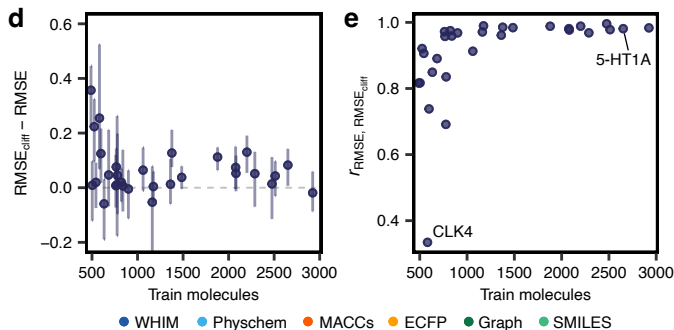 d
0.6
0.4
0.2
0.0
−0.2
RMSEcliff − RMSE
500 1000 1500 2000 2500 3000
Train molecules
e
1.0
0.8
0.6
0.4
rRMSE, RMSEcliff
5-HT1A
CLK4
500 1000 1500 2000 2500 3000
Train molecules
WHIM Physchem MACCs ECFP Graph SMILES